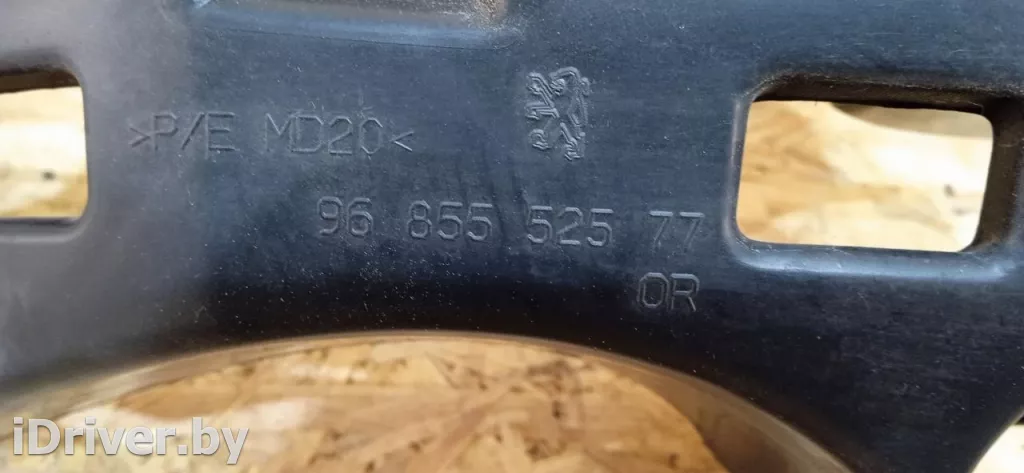 >P/E MD20<
96 855 525 77
OR
iDriver.by